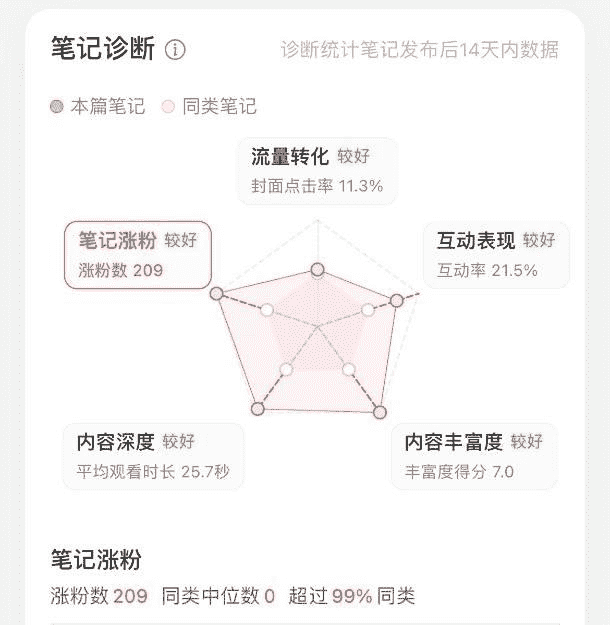 笔记诊断
诊断统计笔记发布后14天内数据
本篇笔记 同类笔记
流量转化 较好
封面点击率 11.3%
笔记涨粉 较好
涨粉数 209
互动表现 较好
互动率 21.5%
内容深度 较好
平均观看时长 25.7秒
内容丰富度 较好
丰富度得分 7.0
笔记涨粉
涨粉数 209 同类中位数 0 超过 99% 同类